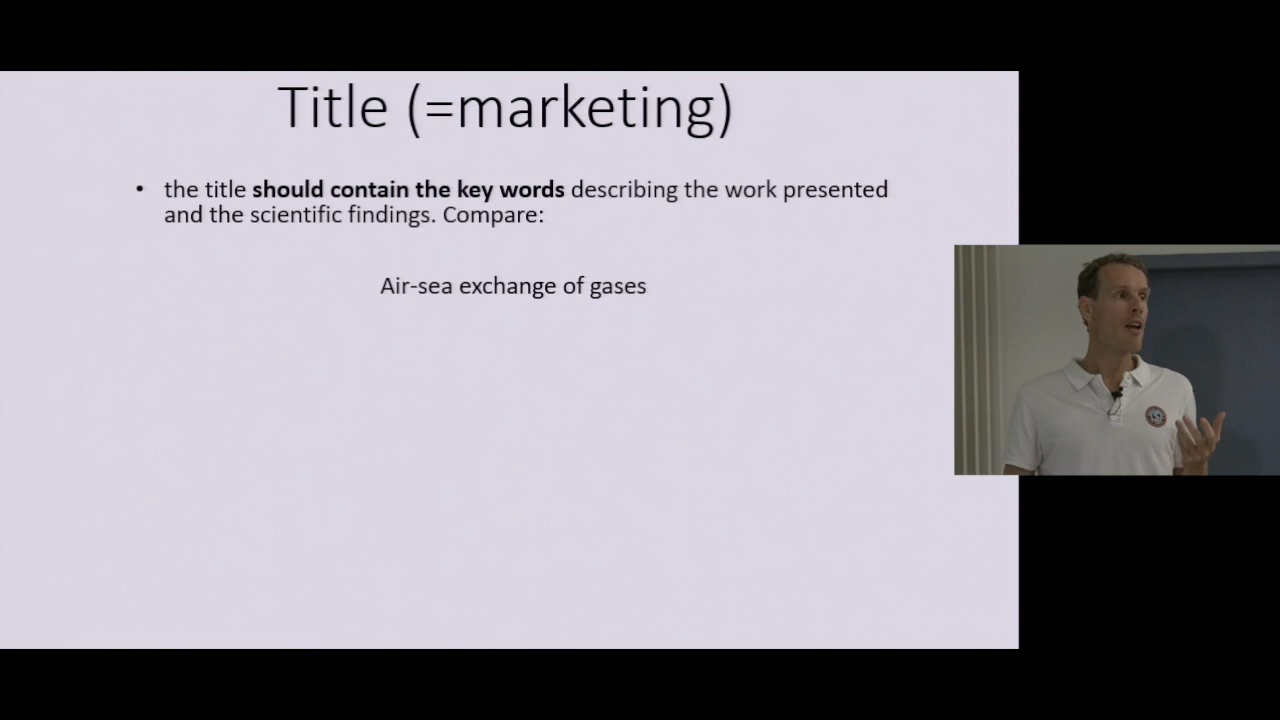 Title (=marketing)
• the title should contain the key words describing the work presented
and the scientific findings. Compare:
Air-sea exchange of gases